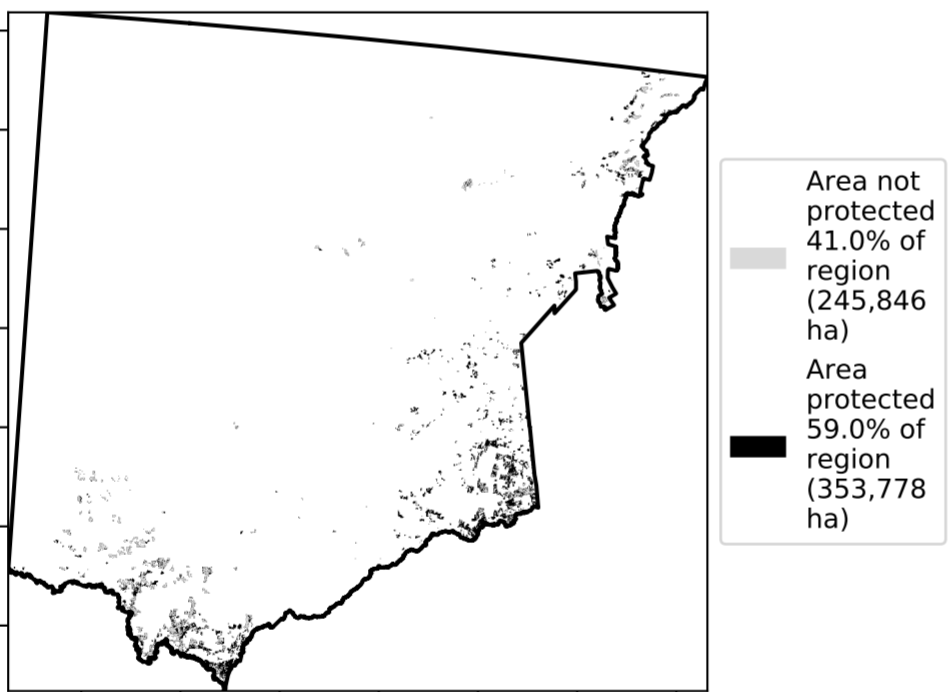 Area not
protected
41.0% of
region
(245,846
ha)
Area
protected
59.0% of
region
(353,778
ha)